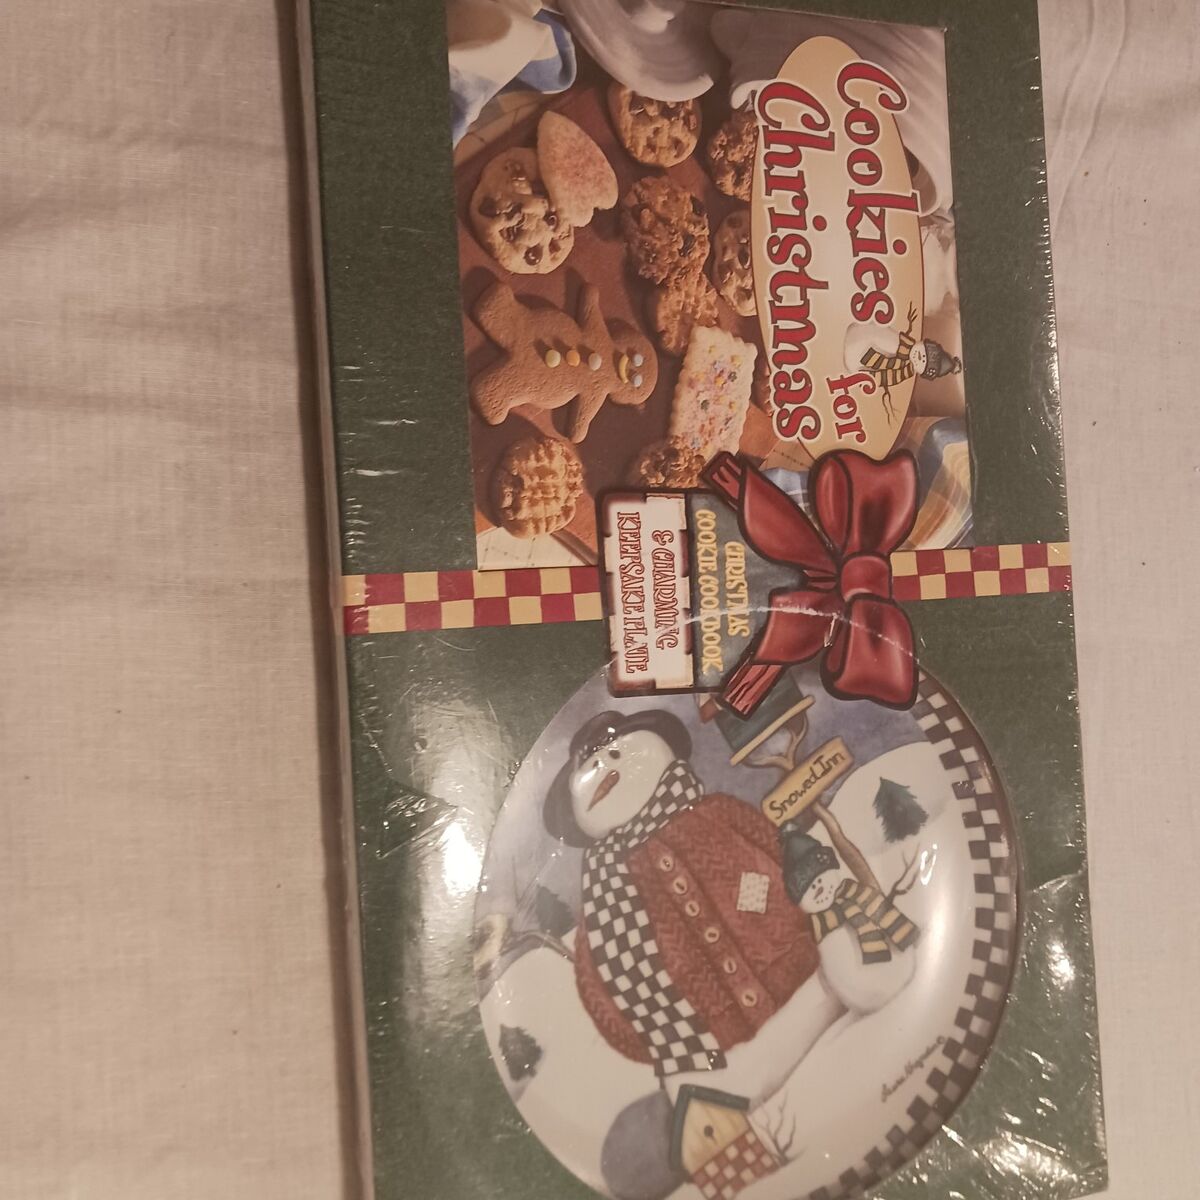 Cookies
for
Christmas
CHRISTMAS
COOKIE COOKBOOK
& CHARMING
KEEPSAKE PLATE
Snowed Inn